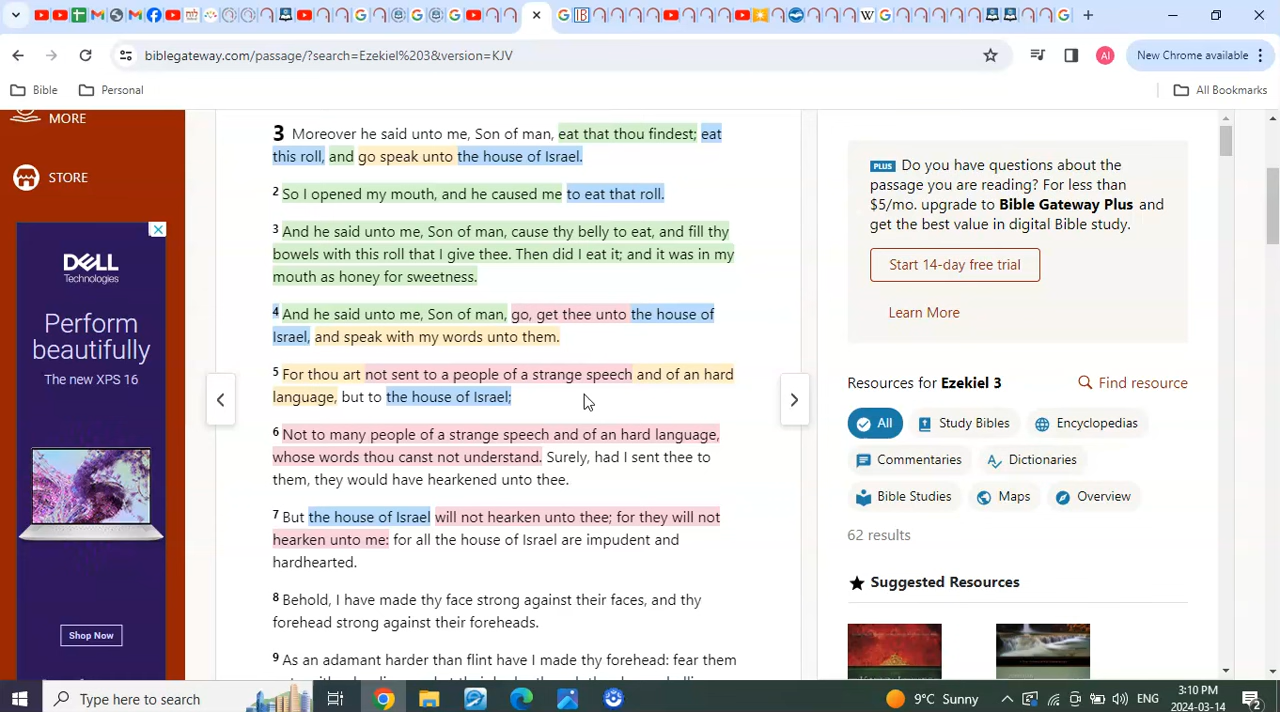 biblegateway.com/passage/?search=Ezekiel%203&version=KJV
AI
New Chrome available
Bible
Personal
All Bookmarks
MORE
STORE
DELL
Technologies
Perform
beautifully
The new XPS 16
Shop Now
3 Moreover he said unto me, Son of man, eat that thou findest; eat
this roll, and go speak unto the house of Israel.
2 So I opened my mouth, and he caused me to eat that roll.
3 And he said unto me, Son of man, cause thy belly to eat, and fill thy
bowels with this roll that I give thee. Then did I eat it; and it was in my
mouth as honey for sweetness.
4 And he said unto me, Son of man, go, get thee unto the house of
Israel, and speak with my words unto them.
5 For thou art not sent to a people of a strange speech and of an hard
language, but to the house of Israel;
6 Not to many people of a strange speech and of an hard language,
whose words thou canst not understand. Surely, had I sent thee to
them, they would have hearkened unto thee.
7 But the house of Israel will not hearken unto thee; for they will not
hearken unto me: for all the house of Israel are impudent and
hardhearted.
8 Behold, I have made thy face strong against their faces, and thy
forehead strong against their foreheads.
9 As an adamant harder than flint have I made thy forehead: fear them
PLUS Do you have questions about the
passage you are reading? For less than
$5/mo. upgrade to Bible Gateway Plus and
get the best value in digital Bible study.
Start 14-day free trial
Learn More
Resources for Ezekiel 3
Find resource
All
Study Bibles
Encyclopedias
Commentaries
Dictionaries
Bible Studies
Maps
Overview
62 results
Suggested Resources
Type here to search
9°C Sunny
ENG
3:10 PM
2024-03-14
2